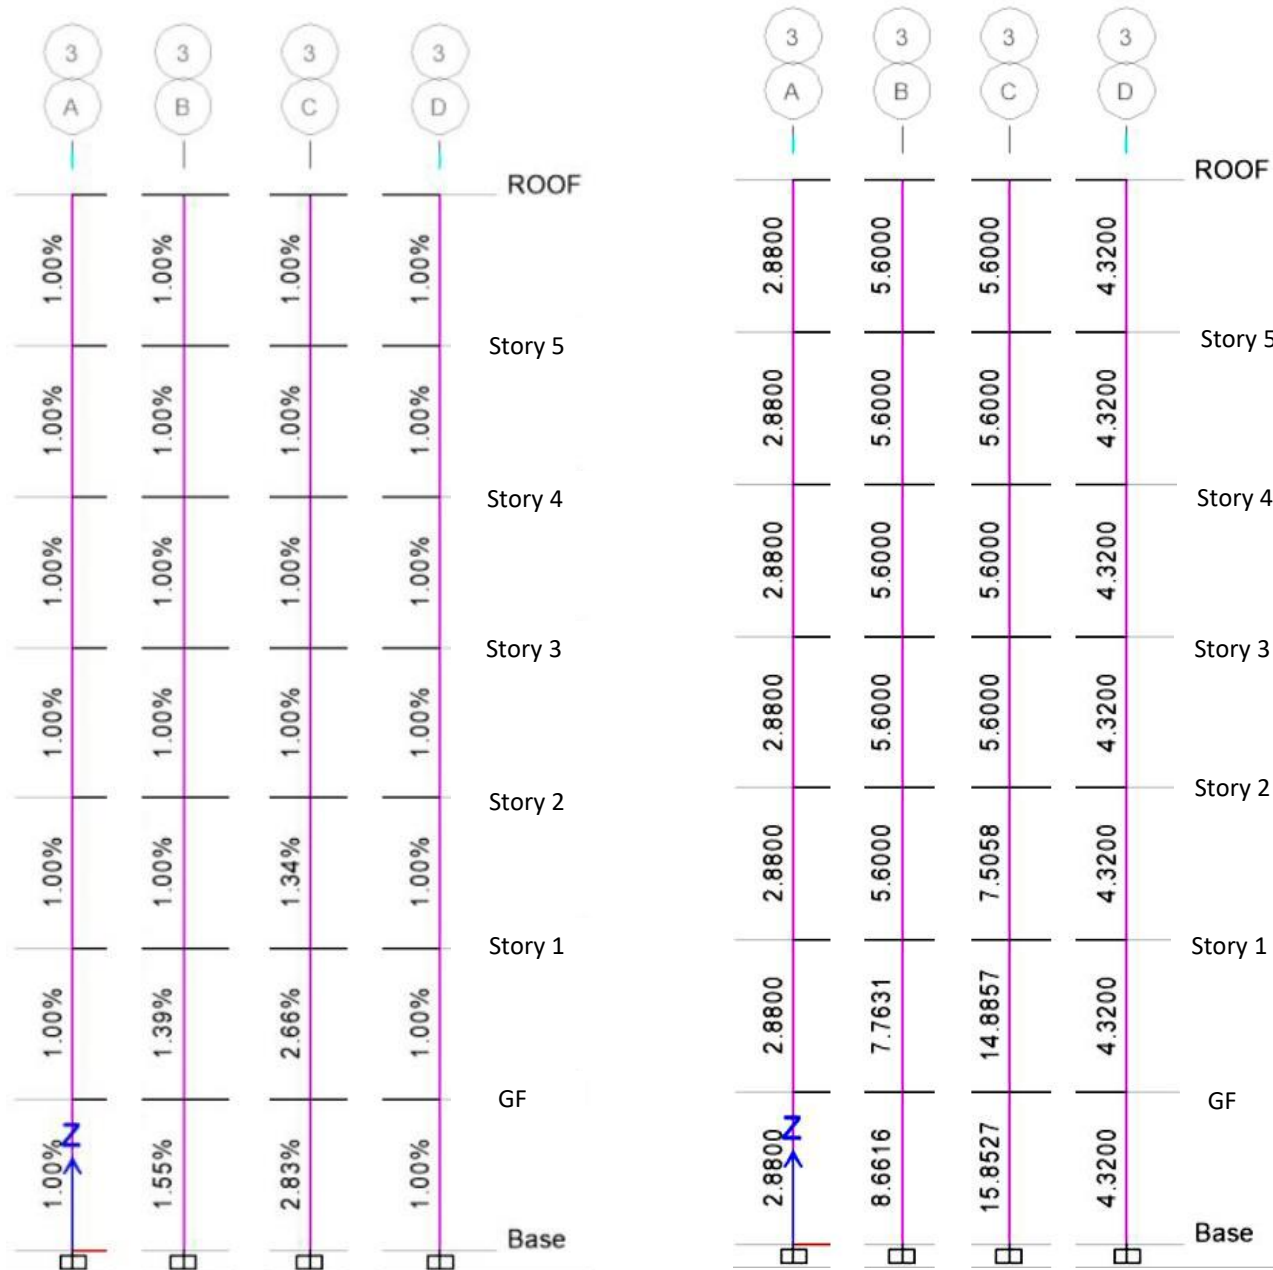 3 3 3 3
A B C D
ROOF
1.00% 1.00% 1.00% 1.00%
Story 5
1.00% 1.00% 1.00% 1.00%
Story 4
1.00% 1.00% 1.00% 1.00%
Story 3
1.00% 1.00% 1.00% 1.00%
Story 2
1.00% 1.00% 1.34% 1.00%
Story 1
1.00% 1.39% 2.66% 1.00%
GF
Z
1.00% 1.55% 2.83% 1.00%
Base
3 3 3 3
A B C D
ROOF
2.8800 5.6000 5.6000 4.3200
Story 5
2.8800 5.6000 5.6000 4.3200
Story 4
2.8800 5.6000 5.6000 4.3200
Story 3
2.8800 5.6000 5.6000 4.3200
Story 2
2.8800 5.6000 7.5058 4.3200
Story 1
2.8800 7.7631 14.8857 4.3200
GF
Z
2.8800 8.6616 15.8527 4.3200
Base